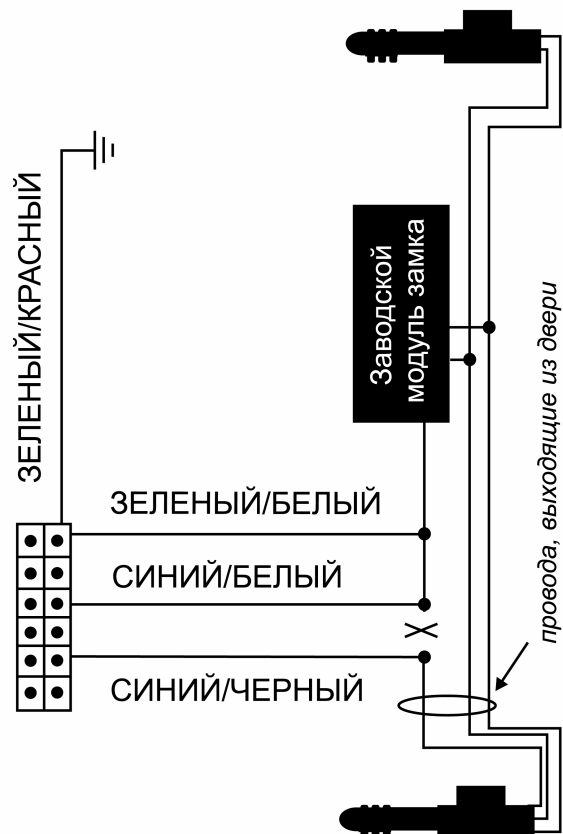 ЗЕЛЕНЫЙ/КРАСНЫЙ
Заводской
модуль замка
ЗЕЛЕНЫЙ/БЕЛЫЙ
СИНИЙ/БЕЛЫЙ
СИНИЙ/ЧЕРНЫЙ
провода, выходящие из двери